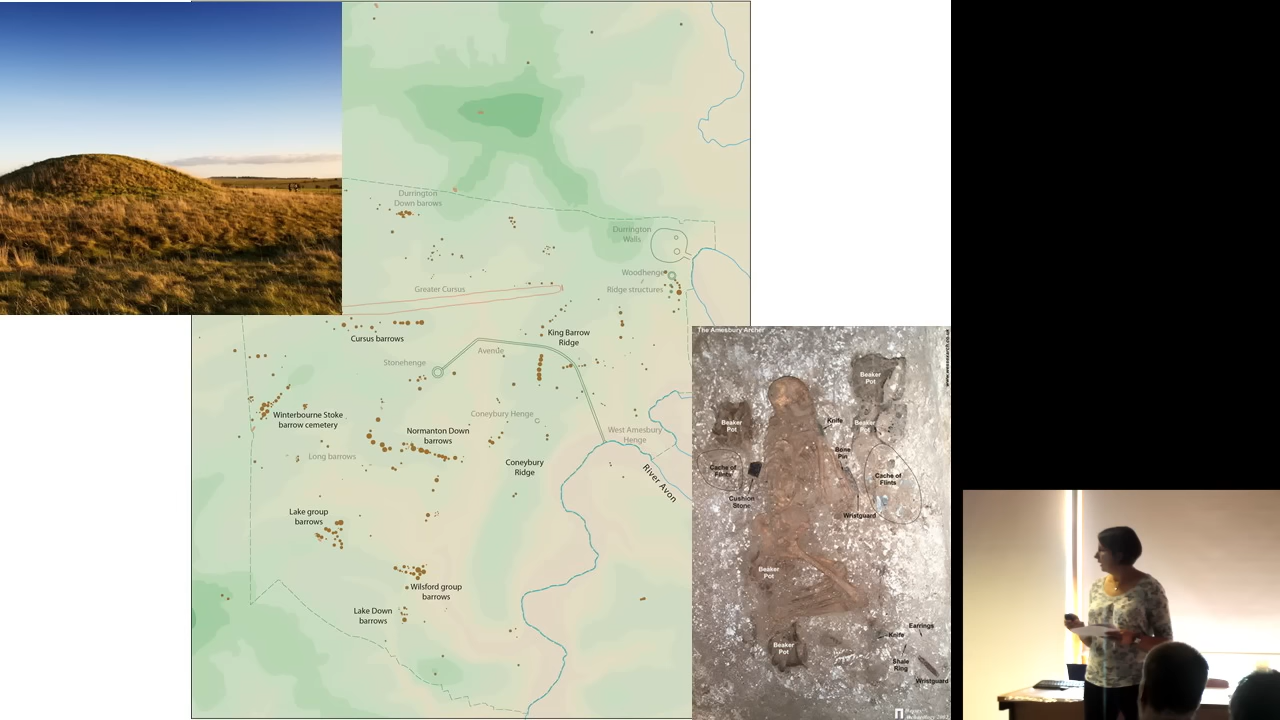 Durrington
Down barows
Durrington
Walls
Woodhenge
Ridge structures
Greater Cursus
Cursus barrows
King Barrow
Ridge
Avenue
Stonehenge
Winterbourne Stoke
barrow cemetery
Normanton Down
barrows
Coneybury Henge
West Amesbury
Henge
Long barrows
Coneybury
Ridge
River Avon
Lake group
barrows
Wilsford group
barrows
Lake Down
barrows
The Amesbury Archer
Beaker
Pot
Beaker
Pot
Knife
Beaker
Pot
Bone
Pin
Cache of
Flints
Cache of
Flints
Cushion
Stone
Wristguard
Beaker
Pot
Beaker
Pot
Earrings
Knife
Shale
Ring
Wristguard